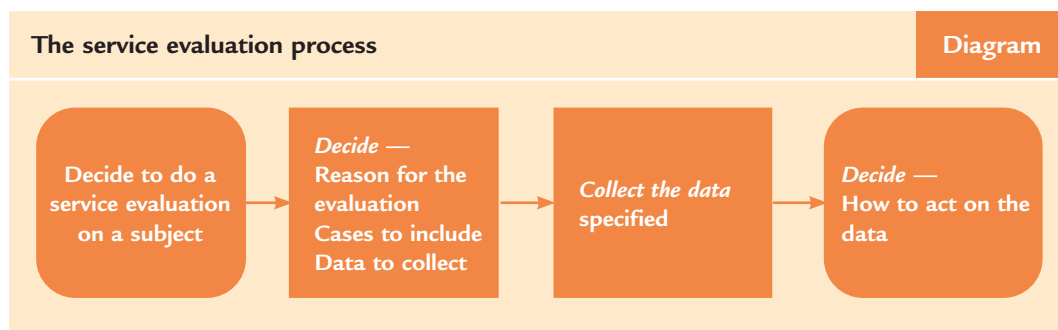 The service evaluation process
Diagram
Decide to do a
service evaluation
on a subject
Decide —
Reason for the
evaluation
Cases to include
Data to collect
Collect the data
specified
Decide —
How to act on the
data